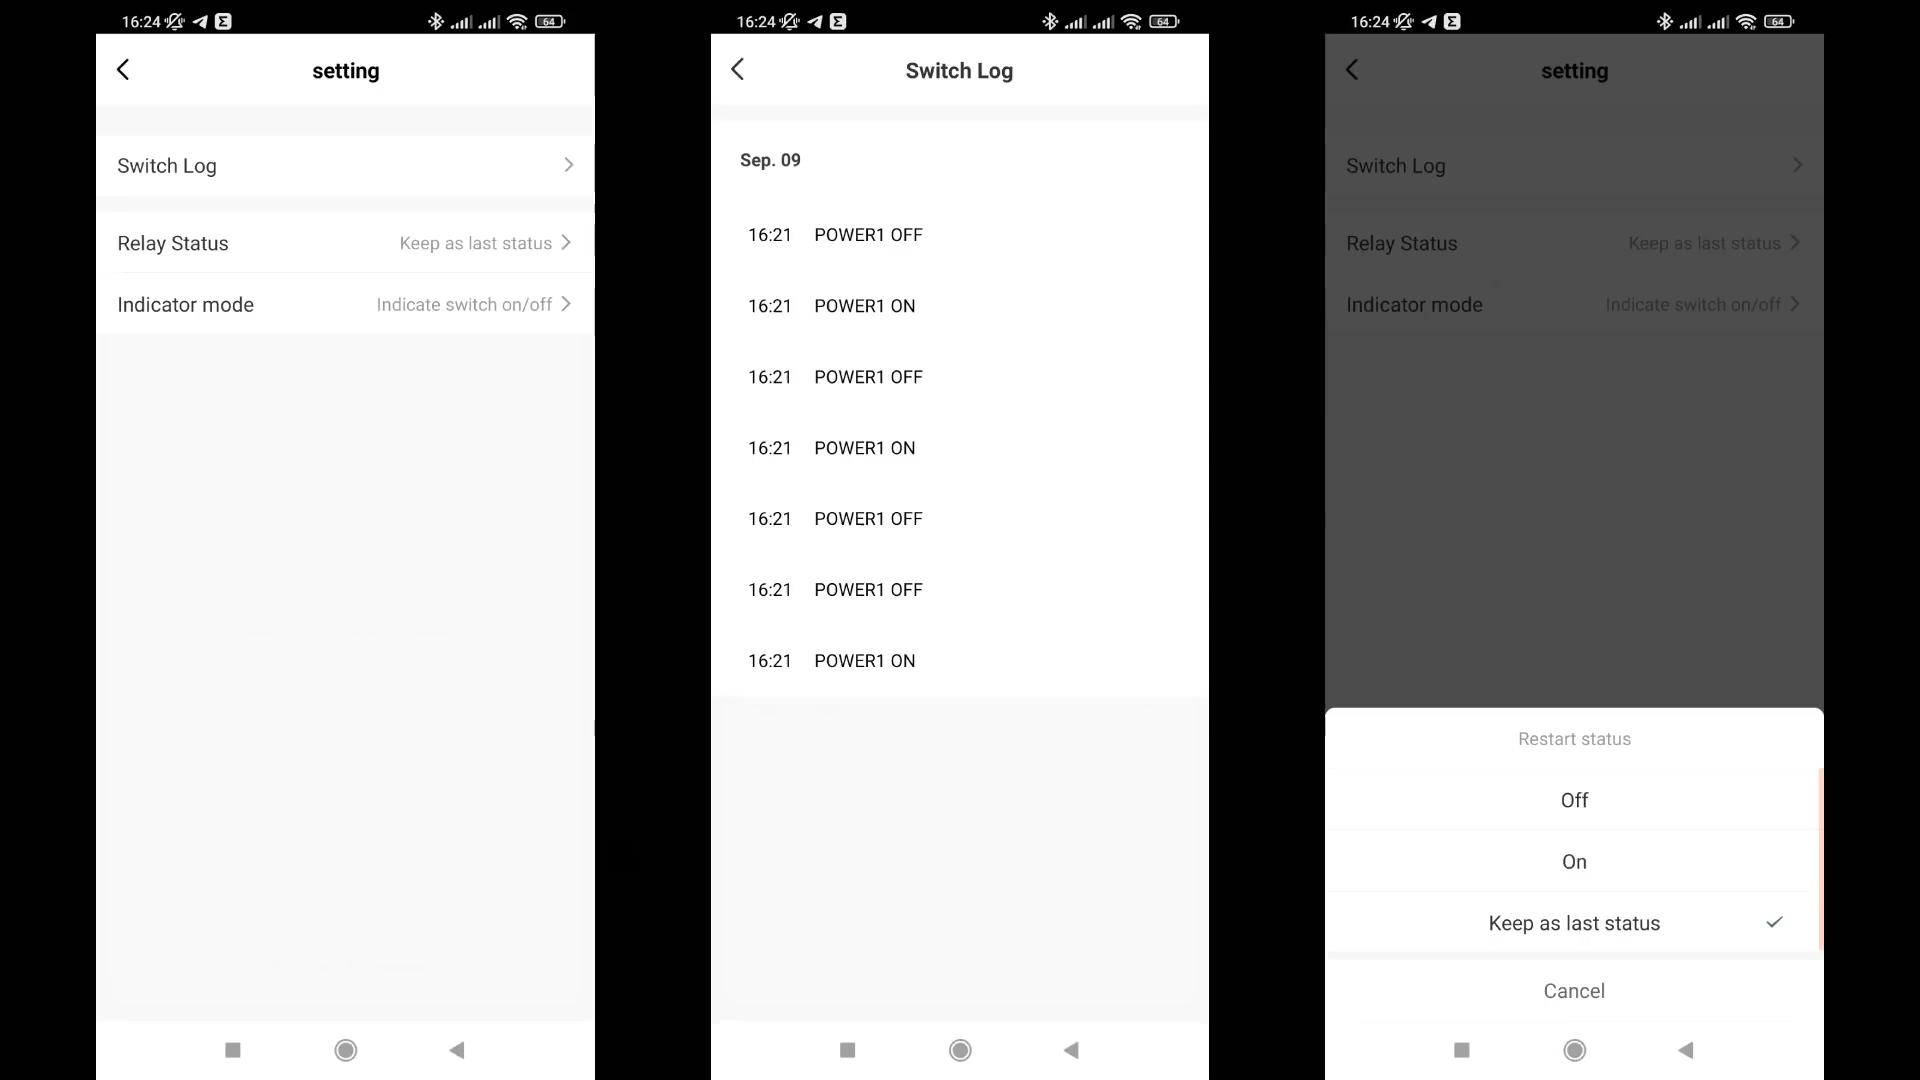 16:24
64
setting
Switch Log
Relay Status Keep as last status
Indicator mode Indicate switch on/off
16:24
64
Switch Log
Sep. 09
16:21 POWER1 OFF
16:21 POWER1 ON
16:21 POWER1 OFF
16:21 POWER1 ON
16:21 POWER1 OFF
16:21 POWER1 OFF
16:21 POWER1 ON
16:24
64
setting
Switch Log
Relay Status Keep as last status
Indicator mode Indicate switch on/off
Restart status
Off
On
Keep as last status
Cancel